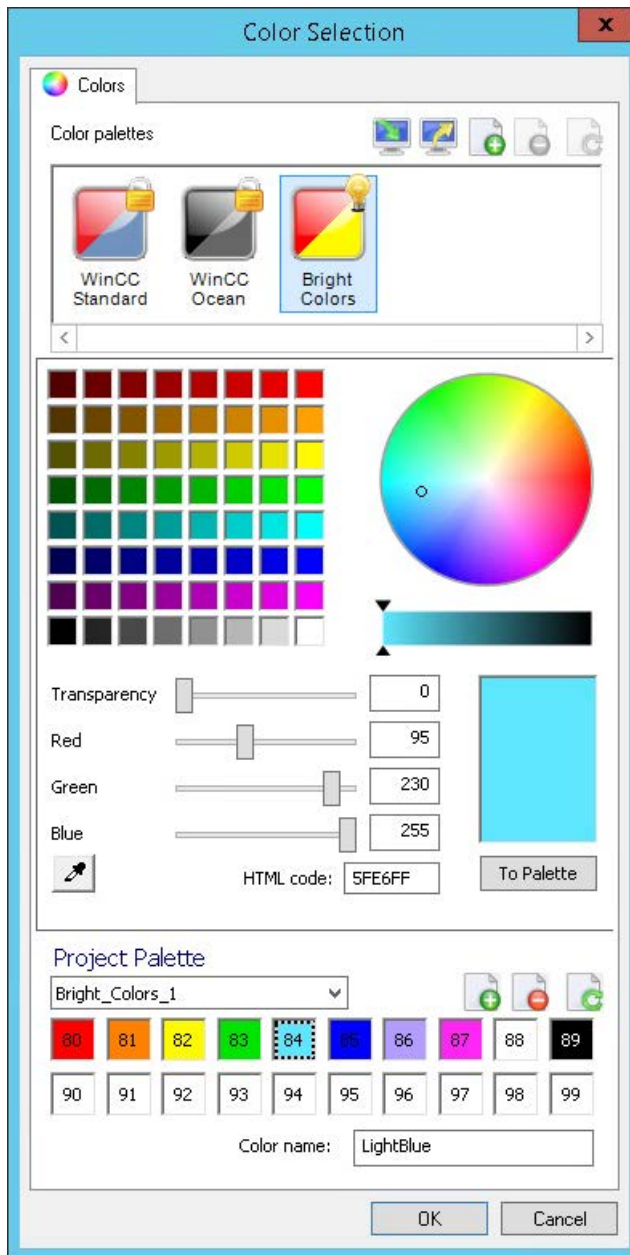 Color Selection
x
Colors
Color palettes
WinCC
Standard
WinCC
Ocean
Bright
Colors
Transparency 0
Red 95
Green 230
Blue 255
HTML code: 5FE6FF
To Palette
Project Palette
Bright_Colors_1
80 81 82 83 84 85 86 87 88 89
90 91 92 93 94 95 96 97 98 99
Color name: LightBlue
OK Cancel